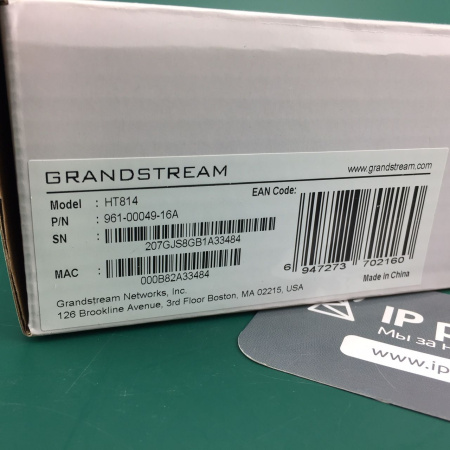 GRANDSTREAM
www.grandstream.com
Model : HT814
P/N : 961-00049-16A
EAN Code:
SN :
207GJS8GB1A33484
MAC :
000B82A33484
6 947273 702160
Made in China
Grandstream Networks, Inc.
126 Brookline Avenue, 3rd Floor Boston, MA 02215, USA
IP
Мы за
www.ip